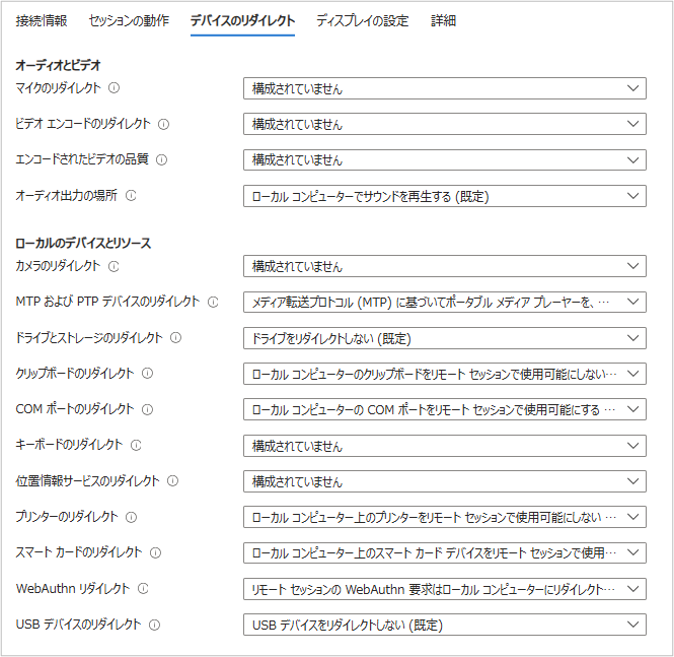 接続情報 セッションの動作 デバイスのリダイレクト ディスプレイの設定 詳細
オーディオとビデオ
マイクのリダイレクト 構成されていません
ビデオ エンコードのリダイレクト 構成されていません
エンコードされたビデオの品質 構成されていません
オーディオ出力の場所 ローカル コンピューターでサウンドを再生する (既定)
ローカルのデバイスとリソース
カメラのリダイレクト 構成されていません
MTP および PTP デバイスのリダイレクト メディア転送プロトコル (MTP) に基づいてポータブル メディア プレーヤーを、…
ドライブとストレージのリダイレクト ドライブをリダイレクトしない (既定)
クリップボードのリダイレクト ローカル コンピューターのクリップボードをリモート セッションで使用可能にしない…
COM ポートのリダイレクト ローカル コンピューターの COM ポートをリモート セッションで使用可能にする …
キーボードのリダイレクト 構成されていません
位置情報サービスのリダイレクト 構成されていません
プリンターのリダイレクト ローカル コンピューター上のプリンターをリモート セッションで使用可能にしない …
スマート カードのリダイレクト ローカル コンピューター上のスマート カード デバイスをリモート セッションで使用…
WebAuthn リダイレクト リモート セッションの WebAuthn 要求はローカル コンピューターにリダイレクト…
USB デバイスのリダイレクト USB デバイスをリダイレクトしない (既定)